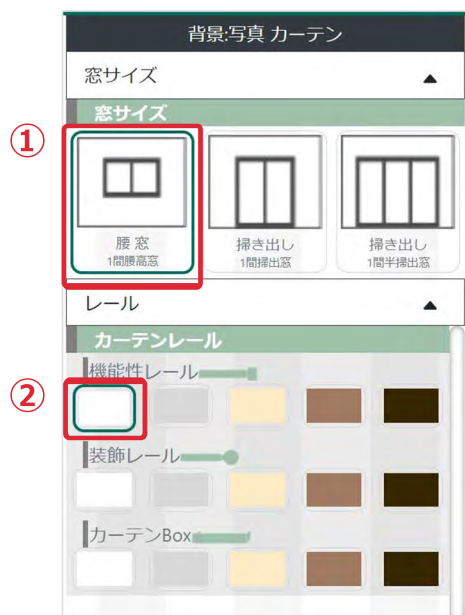 背景:写真 カーテン
窓サイズ
窓サイズ
①
腰 窓
1間腰高窓
掃き出し
1間掃出窓
掃き出し
1間半掃出窓
レール
カーテンレール
機能性レール
②
装飾レール
カーテンBox